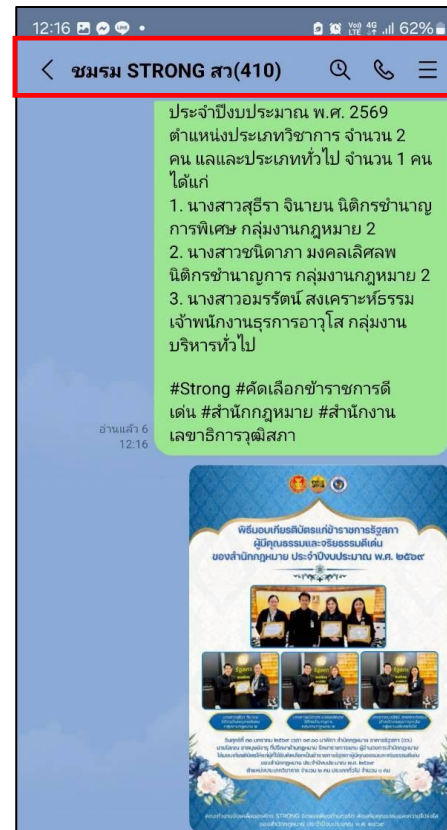 12:16
Voo) 4G 62%
LTE
ชมรม STRONG สว(410)
ประจำปีงบประมาณ พ.ศ. 2569
ตำแหน่งประเภทวิชาการ จำนวน 2
คน แลและประเภททั่วไป จำนวน 1 คน
ได้แก่
1. นางสาวสุธีรา จินายน นิติกรชำนาญ
การพิเศษ กลุ่มงานกฎหมาย 2
2. นางสาวชนิดาภา มงคลเลิศลพ
นิติกรชำนาญการ กลุ่มงานกฎหมาย 2
3. นางสาวอมรรัตน์ สงเคราะห์ธรรม
เจ้าพนักงานธุรการอาวุโส กลุ่มงาน
บริหารทั่วไป
#Strong #คัดเลือกข้าราชการดี
เด่น #สำนักกฎหมาย #สำนักงาน
เลขาธิการวุฒิสภา
อ่านแล้ว 6
12:16
พิธีมอบเกียรติบัตรแก่ข้าราชการรัฐสภา
ผู้มีคุณธรรมและจริยธรรมดีเด่น
ของสำนักกฎหมาย ประจำปีงบประมาณ พ.ศ. ๒๕๖๙